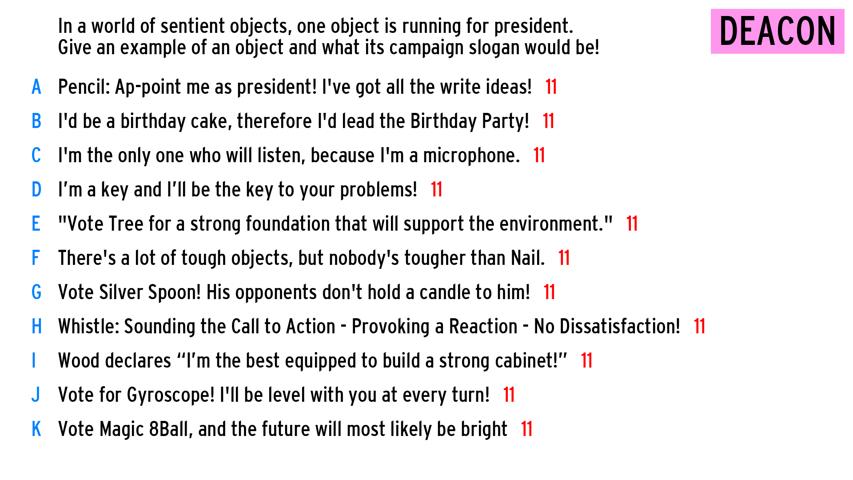 In a world of sentient objects, one object is running for president.
Give an example of an object and what its campaign slogan would be!
DEACON
A Pencil: Ap-point me as president! I've got all the write ideas! 11
B I'd be a birthday cake, therefore I'd lead the Birthday Party! 11
C I'm the only one who will listen, because I'm a microphone. 11
D I’m a key and I’ll be the key to your problems! 11
E "Vote Tree for a strong foundation that will support the environment." 11
F There's a lot of tough objects, but nobody's tougher than Nail. 11
G Vote Silver Spoon! His opponents don't hold a candle to him! 11
H Whistle: Sounding the Call to Action - Provoking a Reaction - No Dissatisfaction! 11
I Wood declares “I’m the best equipped to build a strong cabinet!” 11
J Vote for Gyroscope! I'll be level with you at every turn! 11
K Vote Magic 8Ball, and the future will most likely be bright 11